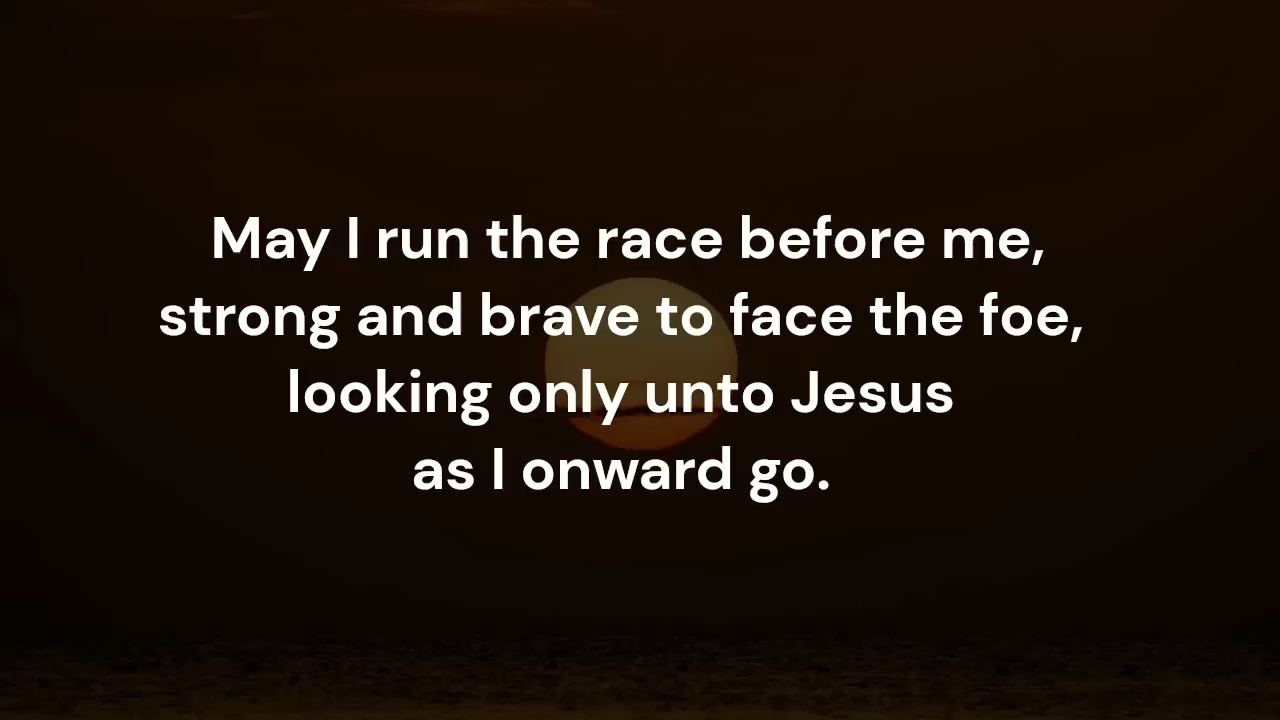 May I run the race before me,
strong and brave to face the foe,
looking only unto Jesus
as I onward go.